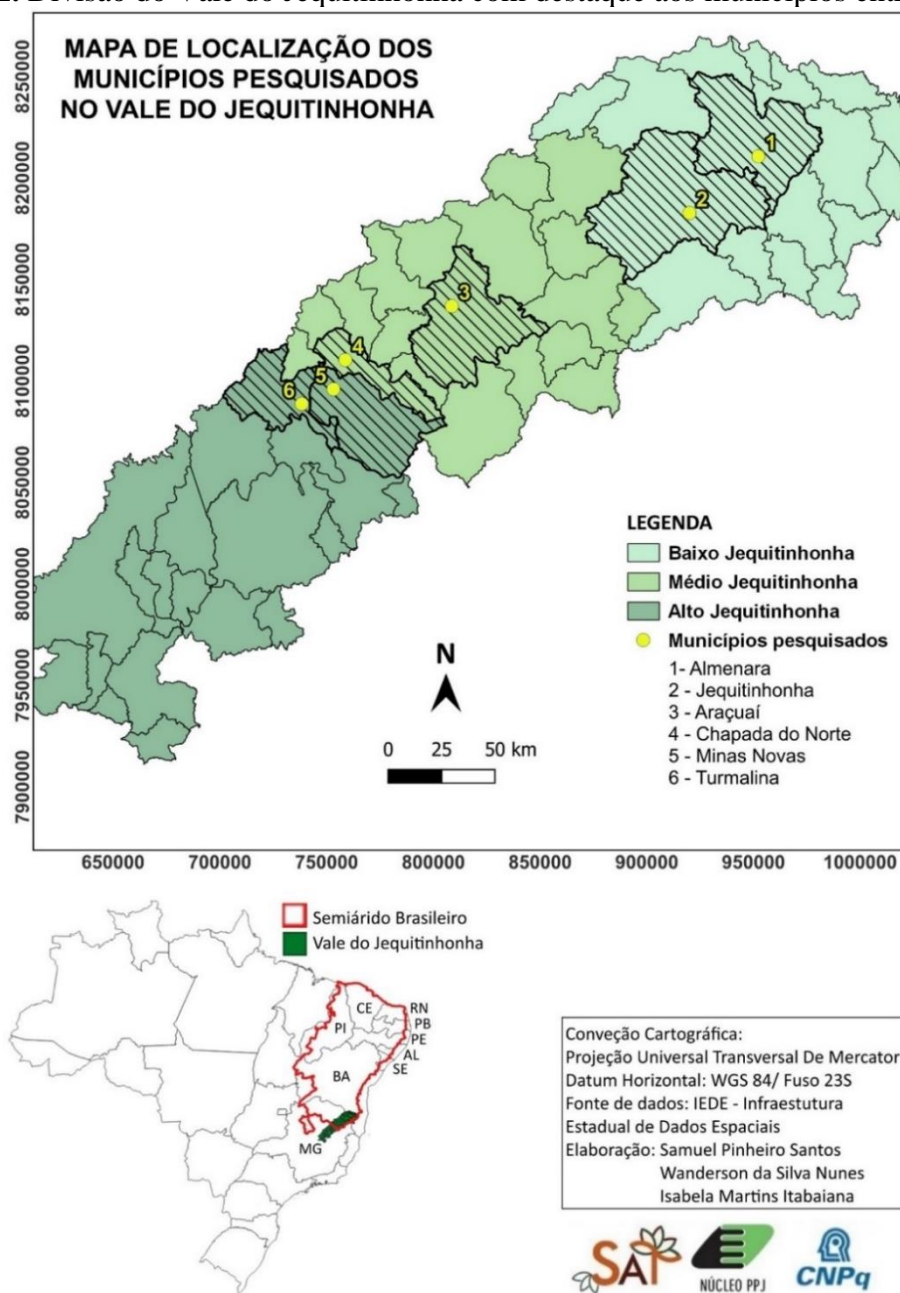 2. Divisão do Vale do Jequitinhonha com destaque aos municípios
MAPA DE LOCALIZAÇÃO DOS
MUNICÍPIOS PESQUISADOS
NO VALE DO JEQUITINHONHA
8250000
8200000
8150000
8100000
8050000
8000000
7950000
7900000
1
2
3
4
5
6
LEGENDA
Baixo Jequitinhonha
Médio Jequitinhonha
Alto Jequitinhonha
Municípios pesquisados
1- Almenara
2 - Jequitinhonha
3 - Araçuaí
4 - Chapada do Norte
5 - Minas Novas
6 - Turmalina
N
0 25 50 km
650000 700000 750000 800000 850000 900000 950000 1000000
Semiárido Brasileiro
Vale do Jequitinhonha
CE
RN
PI
PB
PE
AL
SE
BA
MG
Conveção Cartográfica:
Projeção Universal Transversal De Mercator
Datum Horizontal: WGS 84/ Fuso 23S
Fonte de dados: IEDE - Infraestutura
Estadual de Dados Espaciais
Elaboração: Samuel Pinheiro Santos
Wanderson da Silva Nunes
Isabela Martins Itabaiana
SAT
NÚCLEO PPJ
CNPq